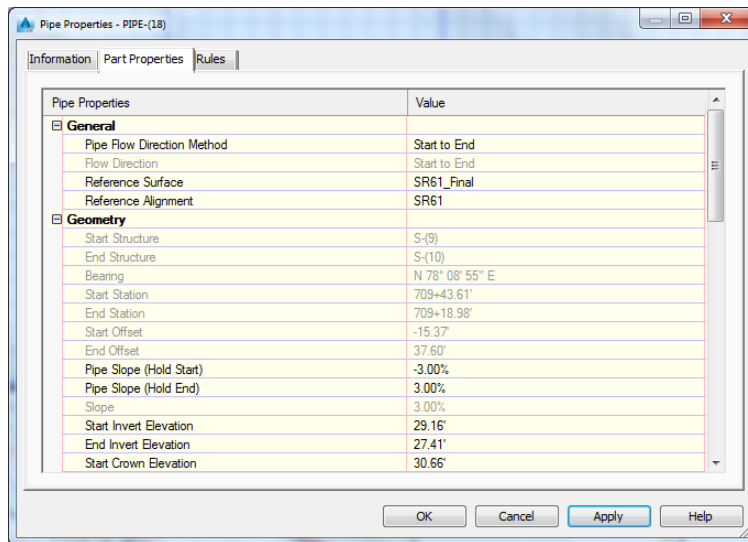 Pipe Properties - PIPE-(18)
Information Part Properties Rules
Pipe Properties Value
General
Pipe Flow Direction Method Start to End
Flow Direction Start to End
Reference Surface SR61_Final
Reference Alignment SR61
Geometry
Start Structure S-(9)
End Structure S-(10)
Bearing N 78° 08' 55" E
Start Station 709+43.61'
End Station 709+18.98'
Start Offset -15.37'
End Offset 37.60'
Pipe Slope (Hold Start) -3.00%
Pipe Slope (Hold End) 3.00%
Slope 3.00%
Start Invert Elevation 29.16'
End Invert Elevation 27.41'
Start Crown Elevation 30.66'
OK Cancel Apply Help